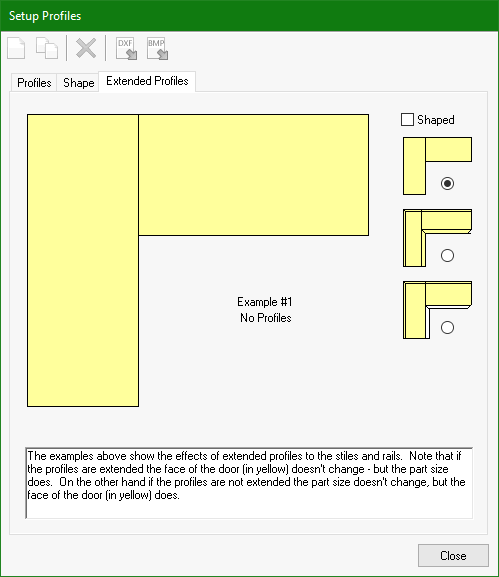 Setup Profiles
DXF
BMP
Profiles
Shape
Extended Profiles
Shaped
Example #1
No Profiles
The examples above show the effects of extended profiles to the stiles and rails.  Note that if
the profiles are extended the face of the door (in yellow) doesn't change - but the part size
does.  On the other hand if the profiles are not extended the part size doesn't change, but the
face of the door (in yellow) does.
Close